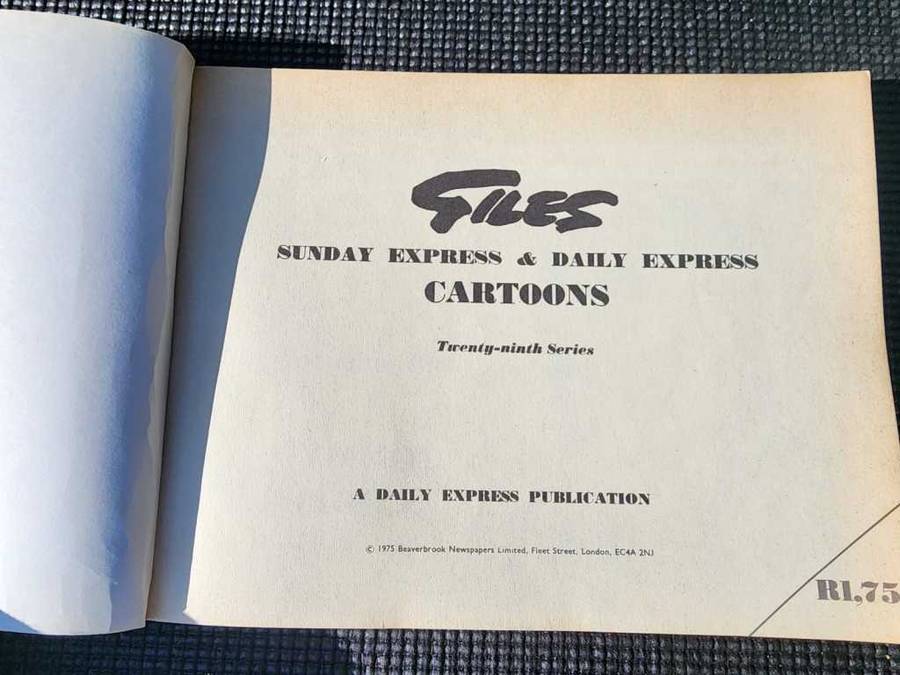 GILES
SUNDAY EXPRESS & DAILY EXPRESS
CARTOONS
Twenty-ninth Series
A DAILY EXPRESS PUBLICATION
© 1975 Beaverbrook Newspapers Limited, Fleet Street, London, EC4A 2NJ
R1,75